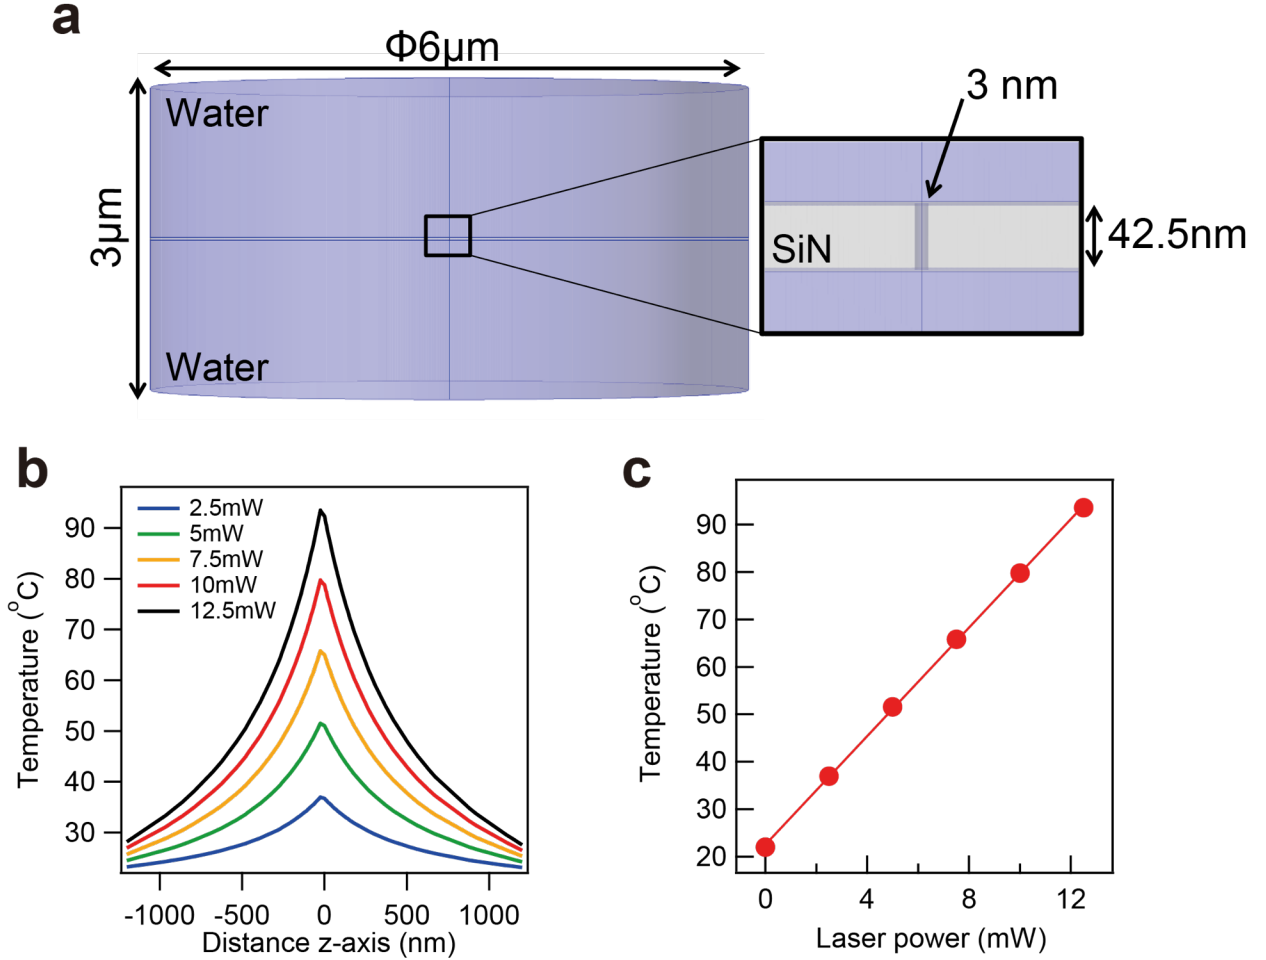 a
Φ6μm
Water
3μm
Water
3 nm
SiN
42.5nm
b
2.5mW
5mW
7.5mW
10mW
12.5mW
90
80
70
60
50
40
30
Temperature (°C)
-1000 -500 0 500 1000
Distance z-axis (nm)
c
90
80
70
60
50
40
30
20
Temperature (°C)
0 4 8 12
Laser power (mW)